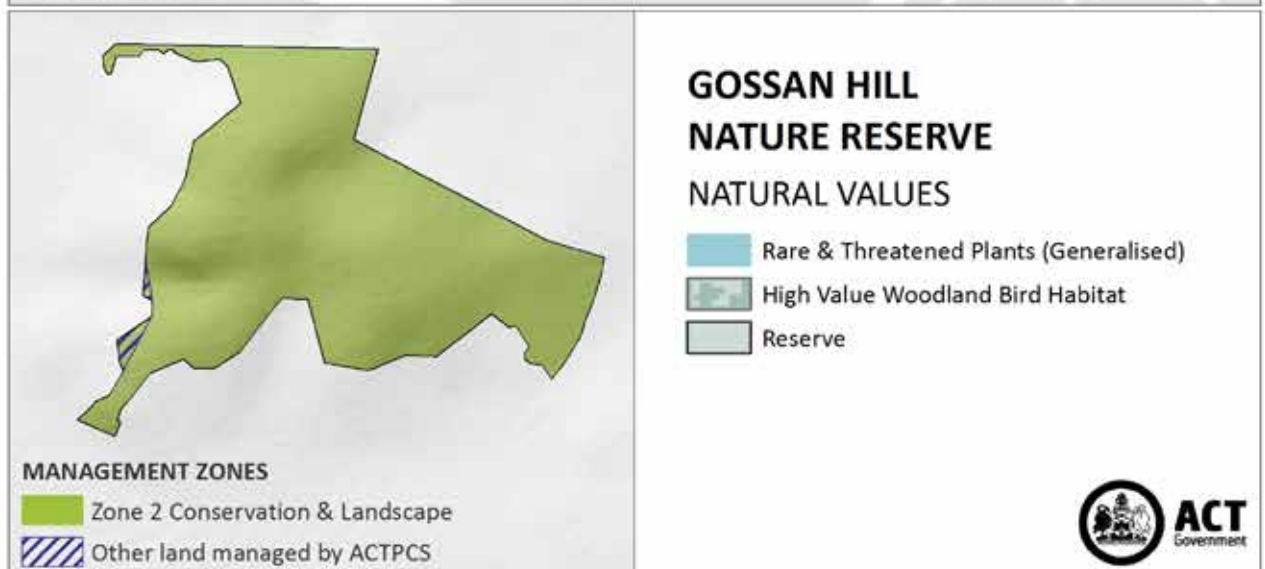 GOSSAN HILL
NATURE RESERVE
NATURAL VALUES
Rare & Threatened Plants (Generalised)
High Value Woodland Bird Habitat
Reserve
MANAGEMENT ZONES
Zone 2 Conservation & Landscape
Other land managed by ACTPCS
ACT
Government